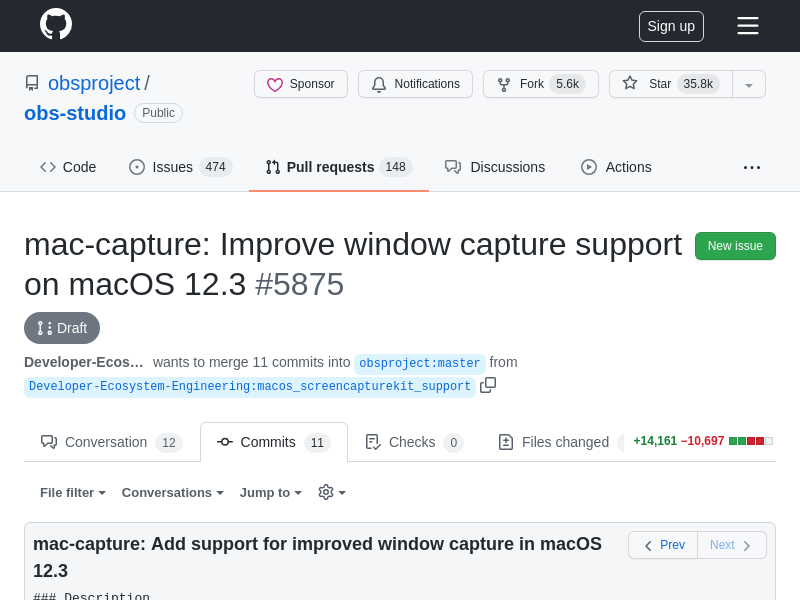 Sign up
obsproject /
obs-studio Public
Sponsor
Notifications
Fork 5.6k
Star 35.8k
Code
Issues 474
Pull requests 148
Discussions
Actions
mac-capture: Improve window capture support
on macOS 12.3 #5875
New issue
Draft
Developer-Ecos… wants to merge 11 commits into obsproject:master from
Developer-Ecosystem-Engineering:macos_screencapturekit_support
Conversation 12
Commits 11
Checks 0
Files changed
+14,161 −10,697
File filter
Conversations
Jump to
mac-capture: Add support for improved window capture in macOS
12.3
Prev
Next
### Description